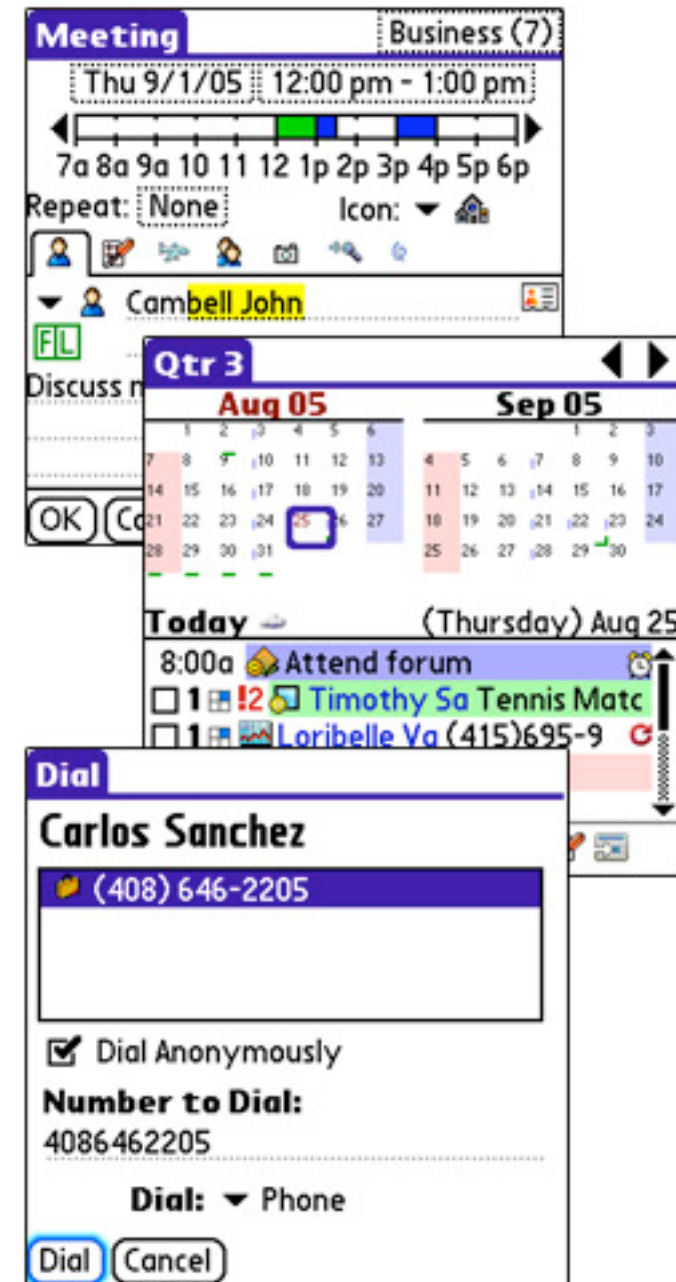 Meeting Business (7)
Thu 9/1/05 12:00 pm - 1:00 pm
7a 8a 9a 10 11 12 1p 2p 3p 4p 5p 6p
Repeat: None Icon:
Cambell John
FL
Discuss
OK
Qtr 3
Aug 05 Sep 05
1 2 3 4 5 6 1 2 3
7 8 9 10 11 12 13 4 5 6 7 8 9 10
14 15 16 17 18 19 20 11 12 13 14 15 16 17
21 22 23 24 25 26 27 18 19 20 21 22 23 24
28 29 30 31 25 26 27 28 29 30
Today (Thursday) Aug 25
8:00a Attend forum
1 !2 Timothy Sa Tennis Matc
1 Loribelle Va (415)695-9
Dial
Carlos Sanchez
(408) 646-2205
Dial Anonymously
Number to Dial:
4086462205
Dial: Phone
Dial Cancel